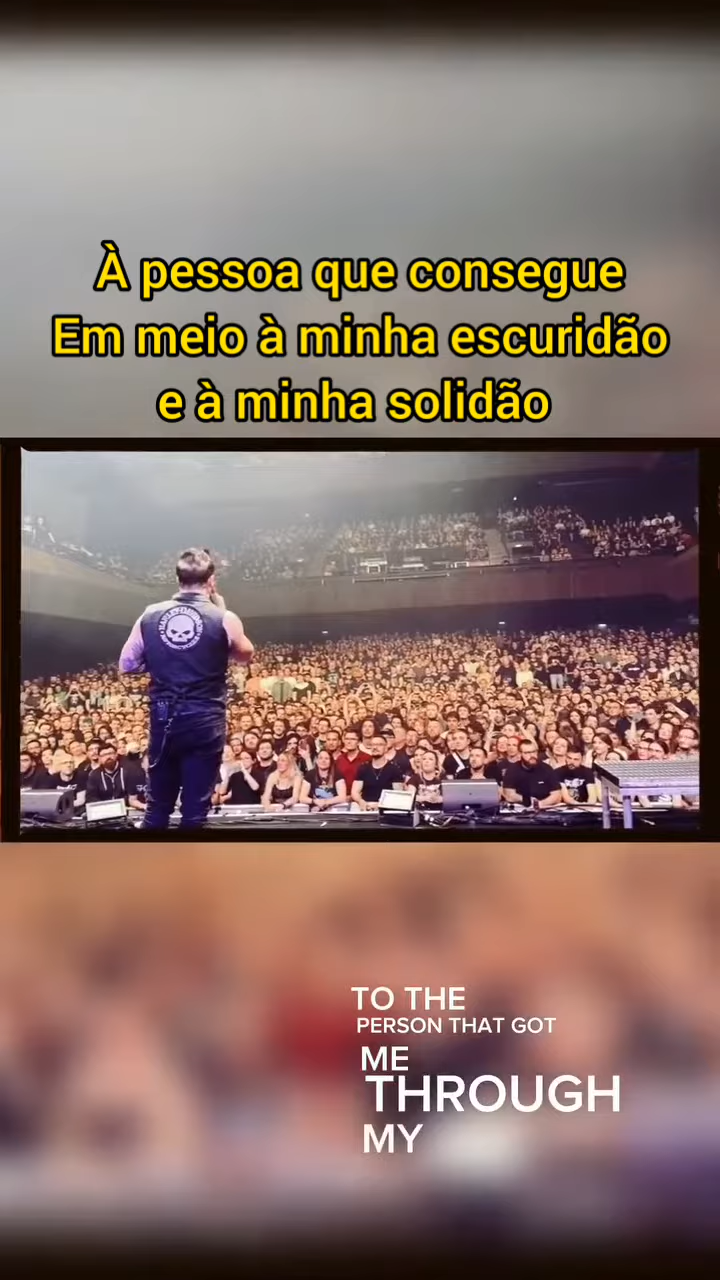 À pessoa que consegue
Em meio à minha escuridão
e à minha solidão
TO THE
PERSON THAT GOT
ME
THROUGH
MY